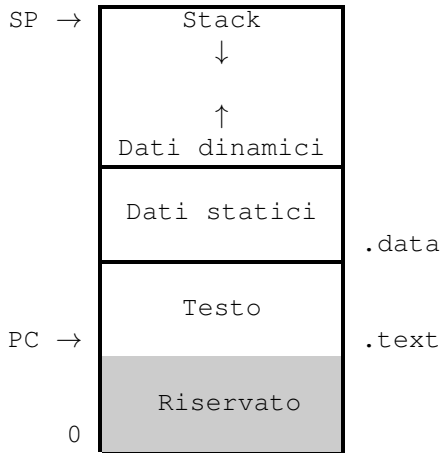 SP → Stack
↓
↑
Dati dinamici
Dati statici
.data
Testo
PC → .text
Riservato
0